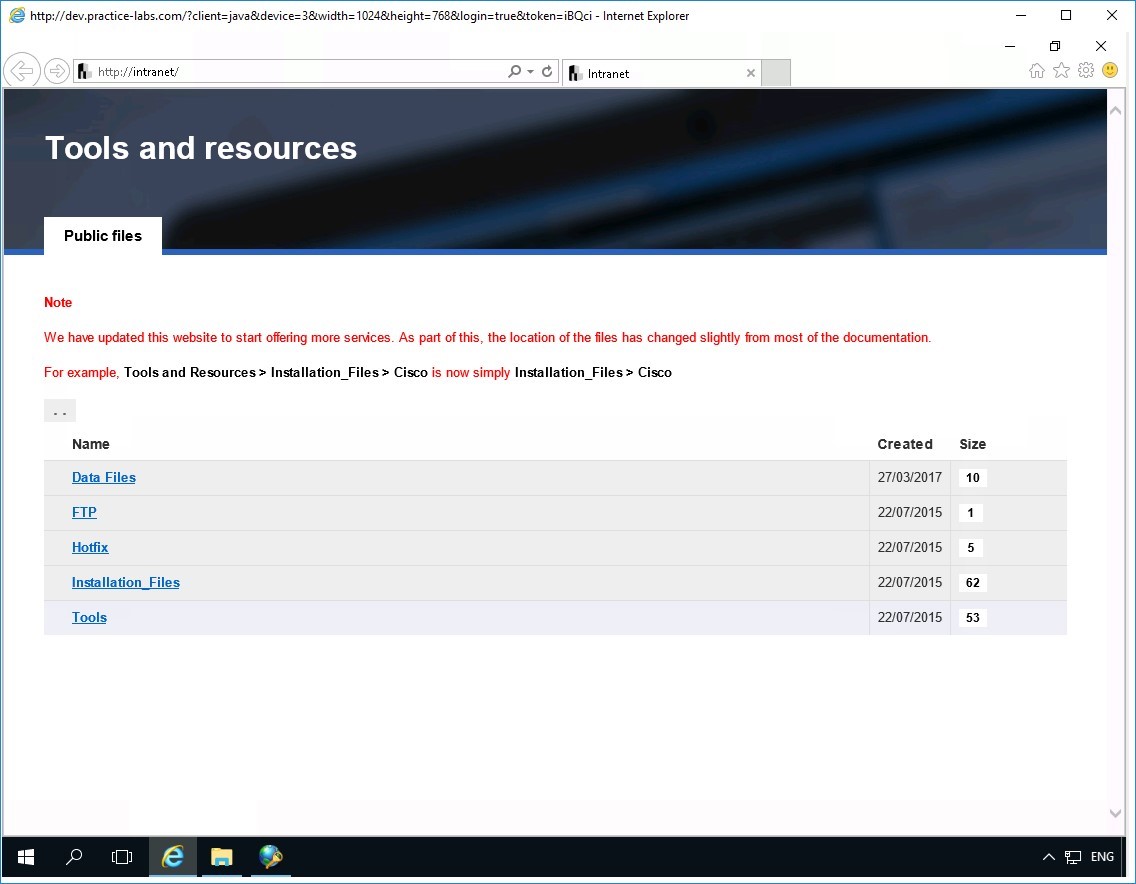 http://dev.practice-labs.com/?client=java&device=3&width=1024&height=768&login=true&token=iBQci - Internet Explorer
http://intranet/
Intranet
Tools and resources
Public files
Note
We have updated this website to start offering more services. As part of this, the location of the files has changed slightly from most of the documentation.
For example, Tools and Resources > Installation_Files > Cisco is now simply Installation_Files > Cisco
. .
Name Created Size
Data Files 27/03/2017 10
FTP 22/07/2015 1
Hotfix 22/07/2015 5
Installation_Files 22/07/2015 62
Tools 22/07/2015 53
ENG